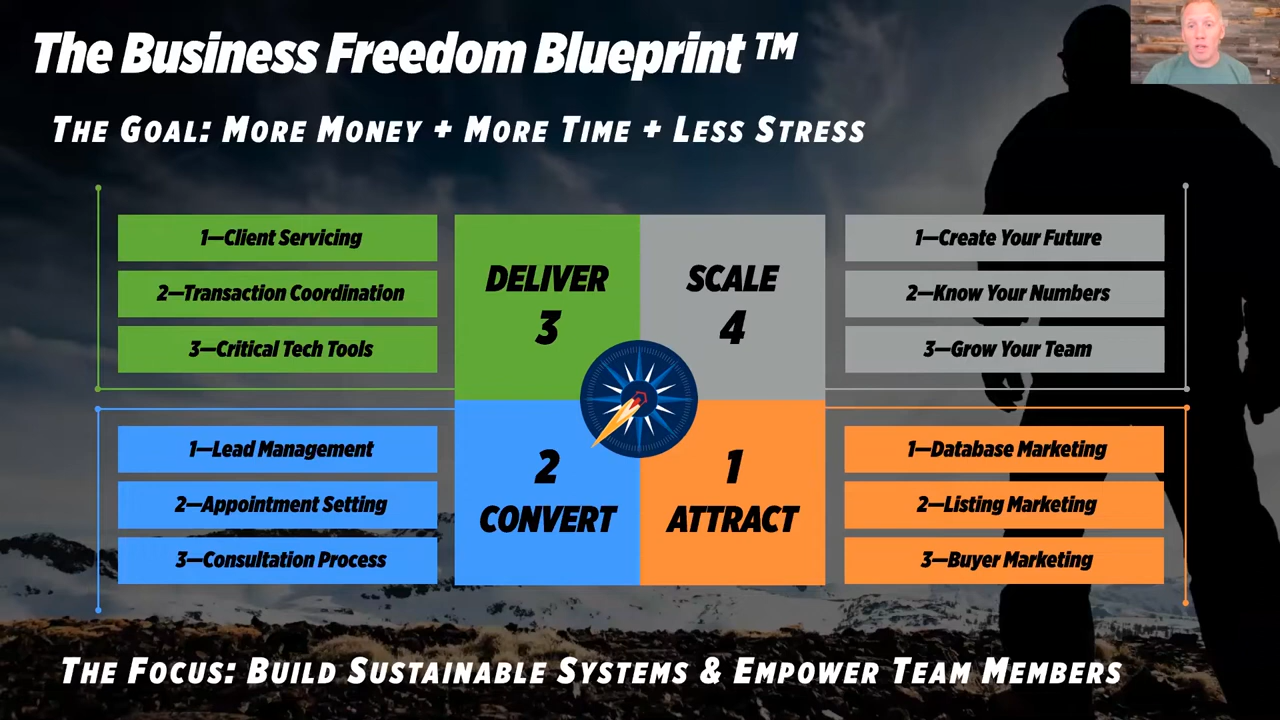 The Business Freedom Blueprint™
The Goal: More Money + More Time + Less Stress
1—Client Servicing
2—Transaction Coordination
3—Critical Tech Tools
DELIVER
3
SCALE
4
1—Create Your Future
2—Know Your Numbers
3—Grow Your Team
1—Lead Management
2—Appointment Setting
3—Consultation Process
2
CONVERT
1
ATTRACT
1—Database Marketing
2—Listing Marketing
3—Buyer Marketing
The Focus: Build Sustainable Systems & Empower Team Members